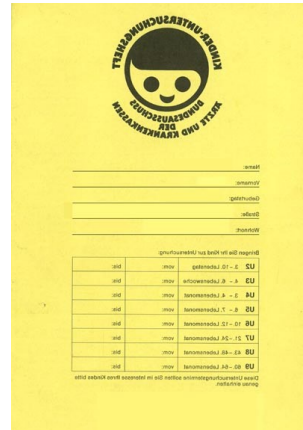 KINDER-UNTERSUCHUNGSHEFT
BUNDESAUSSCHUSS
DER
ÄRZTE UND KRANKENKASSEN
Name:
Vorname:
Geburtstag:
Straße:
Wohnort:
Bringen Sie Ihr Kind zur Untersuchung:
U2 3. – 10. Lebenstag vom: bis:
U3 4. – 6. Lebenswoche vom: bis:
U4 3. – 4. Lebensmonat vom: bis:
U5 6. – 7. Lebensmonat vom: bis:
U6 10. – 12. Lebensmonat vom: bis:
U7 21. – 24. Lebensmonat vom: bis:
U8 43. – 48. Lebensmonat vom: bis:
U9 60. – 64. Lebensmonat vom: bis:
Diese Untersuchungstermine sollten Sie im Interesse Ihres Kindes bitte
genau einhalten.